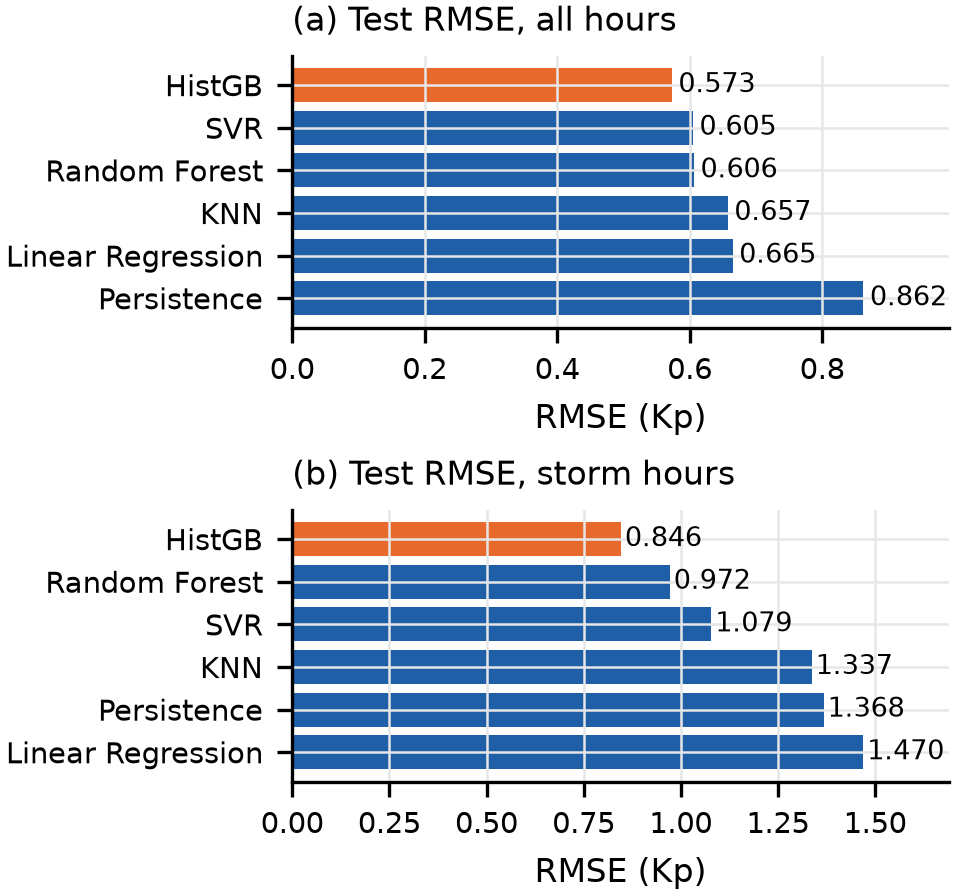 (a) Test RMSE, all hours
HistGB 0.573
SVR 0.605
Random Forest 0.606
KNN 0.657
Linear Regression 0.665
Persistence 0.862
0.0 0.2 0.4 0.6 0.8
RMSE (Kp)
(b) Test RMSE, storm hours
HistGB 0.846
Random Forest 0.972
SVR 1.079
KNN 1.337
Persistence 1.368
Linear Regression 1.470
0.00 0.25 0.50 0.75 1.00 1.25 1.50
RMSE (Kp)